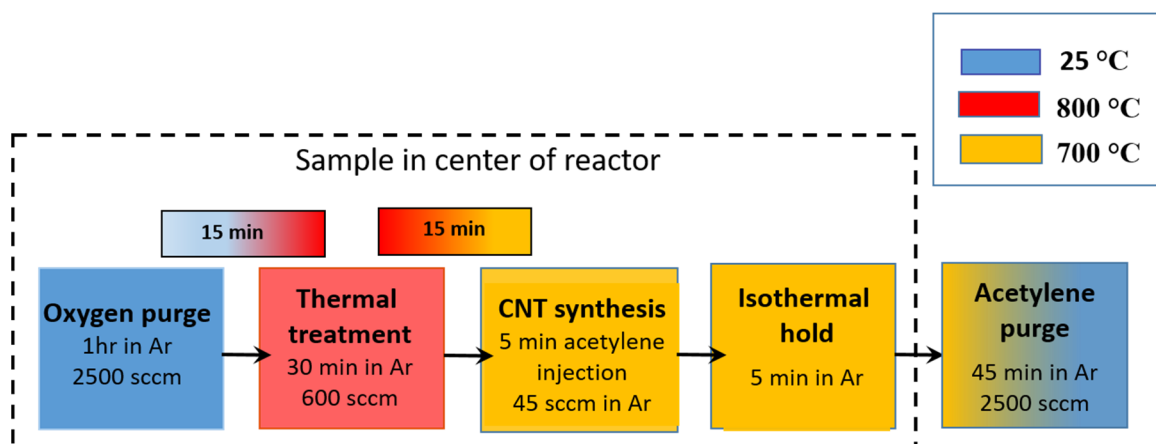 25 °C
800 °C
700 °C
Sample in center of reactor
15 min
15 min
Oxygen purge
1hr in Ar
2500 sccm
Thermal
treatment
30 min in Ar
600 sccm
CNT synthesis
5 min acetylene
injection
45 sccm in Ar
Isothermal
hold
5 min in Ar
Acetylene
purge
45 min in Ar
2500 sccm